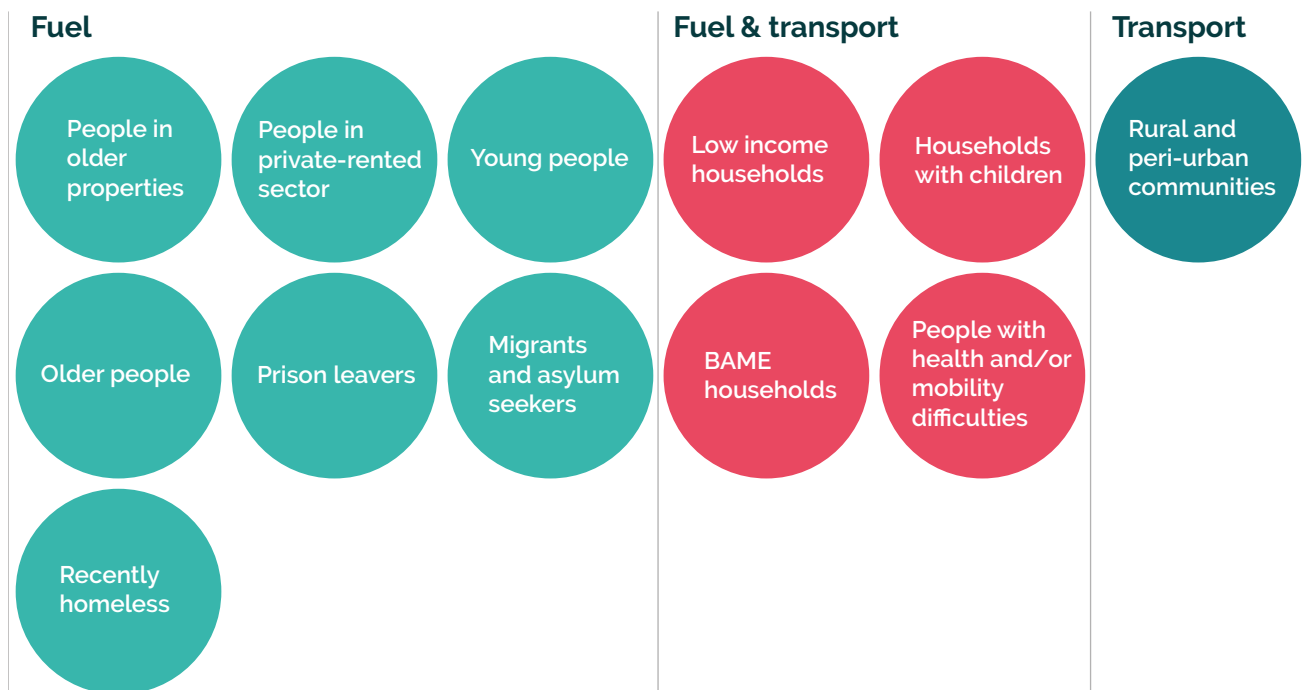 Fuel
People in
older
properties
People in
private-rented
sector
Young people
Older people
Prison leavers
Migrants
and asylum
seekers
Recently
homeless
Fuel & transport
Low income
households
Households
with children
BAME
households
People with
health and/or
mobility
difficulties
Transport
Rural and
peri-urban
communities